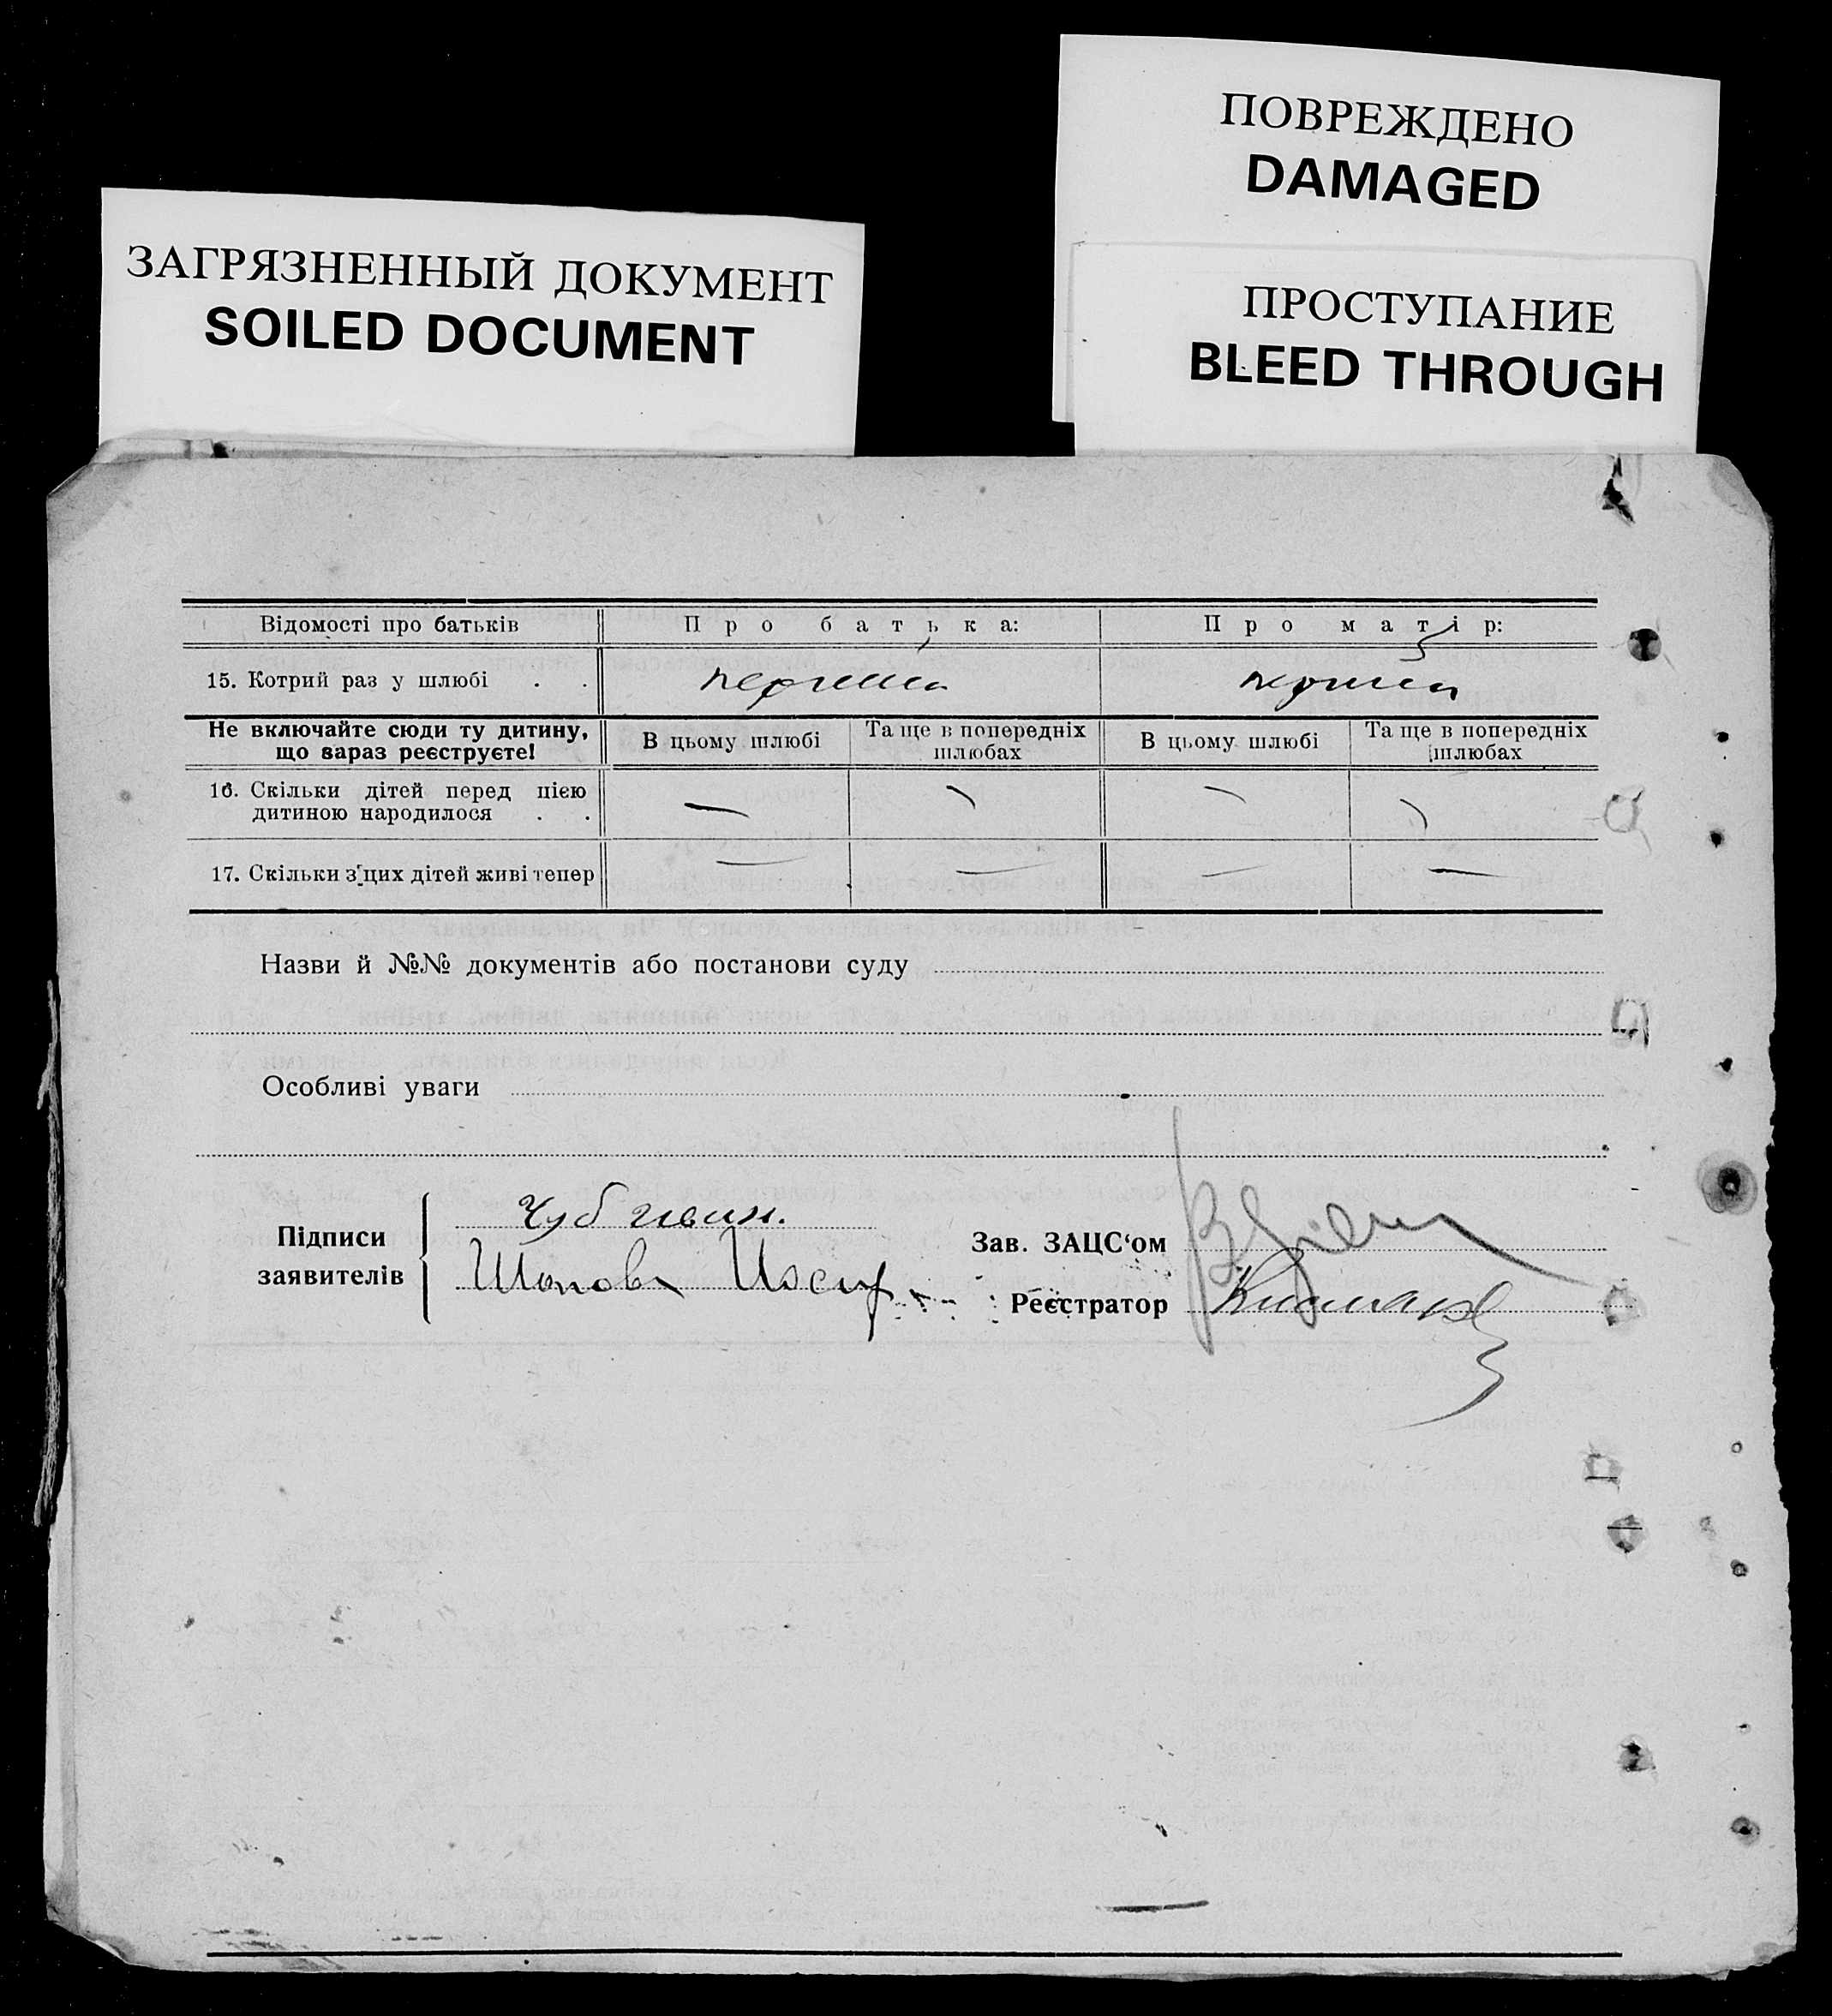 ПОВРЕЖДЕНО
DAMAGED
ЗАГРЯЗНЕННЫЙ ДОКУМЕНТ
SOILED DOCUMENT
ПРОСТУПАНИЕ
BLEED THROUGH
Відомості про батьків Про батька: Про матір:
15. Котрий раз у шлюбі . .
Не включайте сюди ту дитину, що вараз реєструєте! В цьому шлюбі Та ще в попередніх шлюбах В цьому шлюбі Та ще в попередніх шлюбах
16. Скільки дітей перед цією
дитиною народилося . . — — — —
17. Скільки з цих дітей живі тепер — — — —
Назви й №№ документів або постанови суду
Особливі уваги
Чуб
Підписи
заявителів
Зав. ЗАЦС‘ом
Реєстратор